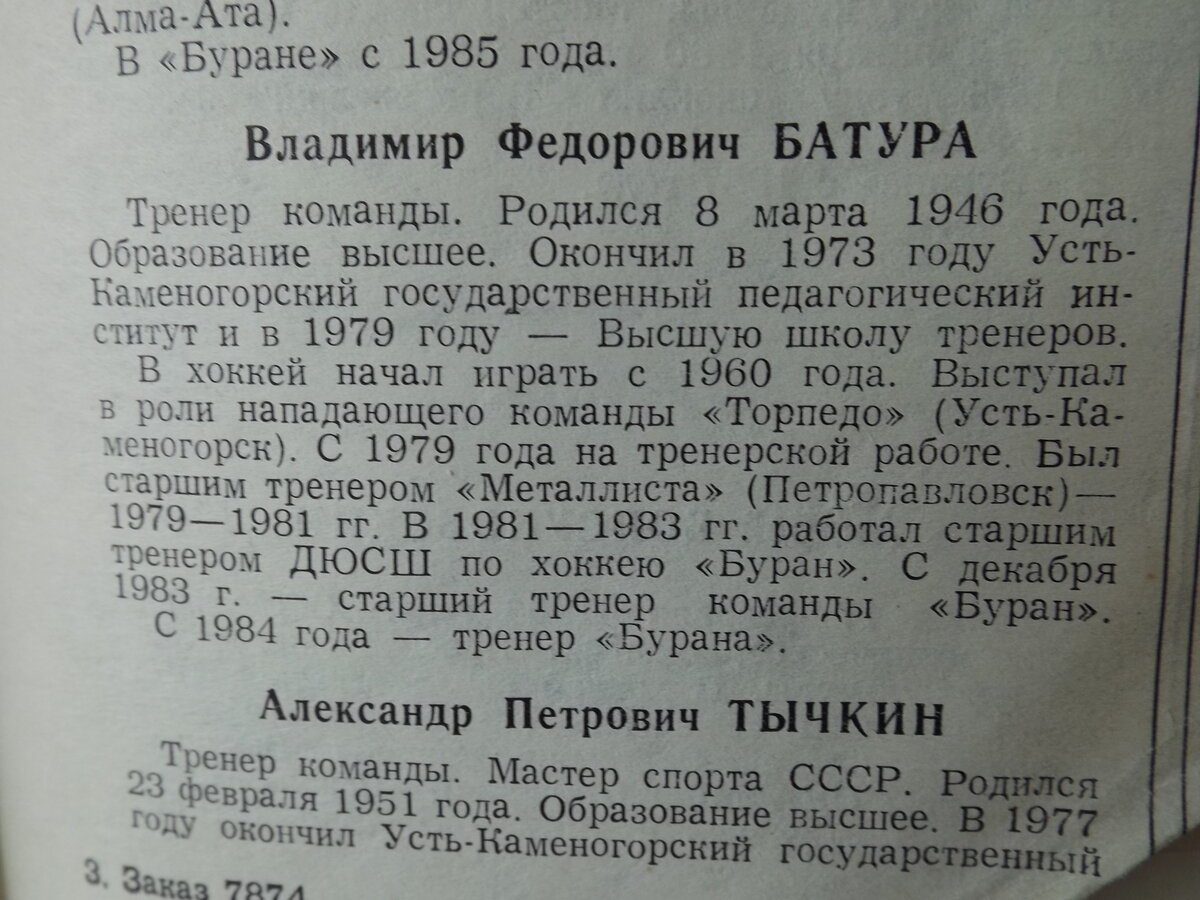 (Алма-Ата).
В «Буране» с 1985 года.
Владимир Федорович БАТУРА
Тренер команды. Родился 8 марта 1946 года.
Образование высшее. Окончил в 1973 году Усть-
Каменогорский государственный педагогический ин-
ститут и в 1979 году — Высшую школу тренеров.
В хоккей начал играть с 1960 года. Выступал
в роли нападающего команды «Торпедо» (Усть-Ка-
меногорск). С 1979 года на тренерской работе. Был
старшим тренером «Металлиста» (Петропавловск) —
1979—1981 гг. В 1981—1983 гг. работал старшим
тренером ДЮСШ по хоккею «Буран». С декабря
1983 г. — старший тренер команды «Буран».
С 1984 года — тренер «Бурана».
Александр Петрович ТЫЧКИН
Тренер команды. Мастер спорта СССР. Родился
23 февраля 1951 года. Образование высшее. В 1977
году окончил Усть-Каменогорский государственный
3. Заказ 7874